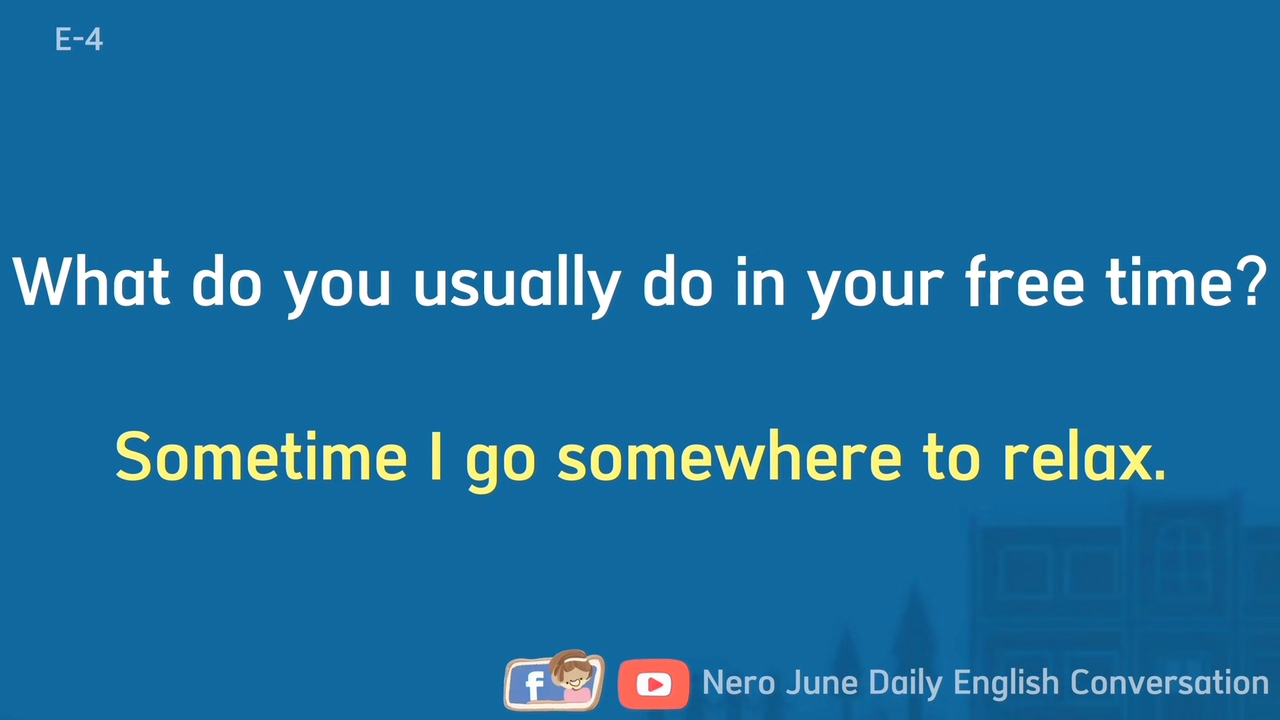 E-4
What do you usually do in your free time?
Sometime I go somewhere to relax.
f
Nero June Daily English Conversation